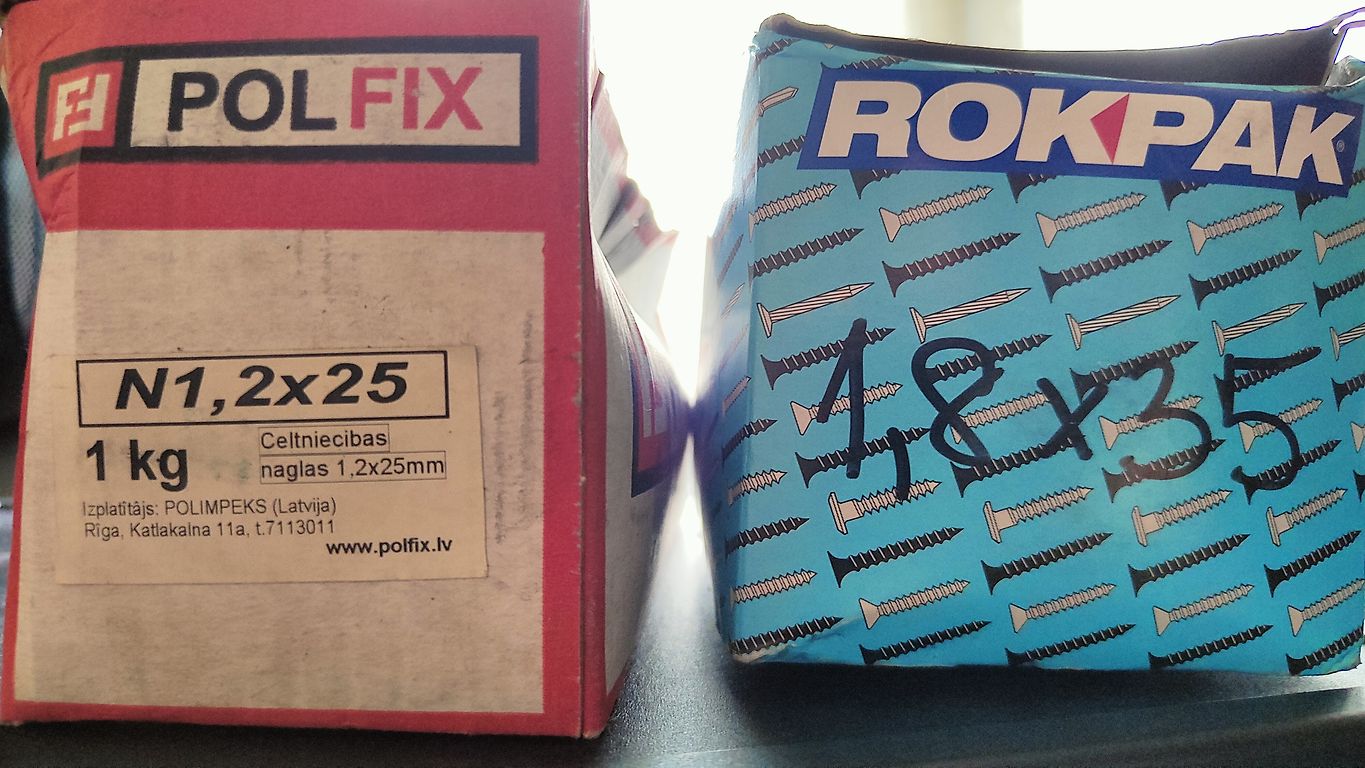 POLFIX
N1,2x25
1 kg
Celtniecibas
naglas 1,2x25mm
Izplatītājs: POLIMPEKS (Latvija)
Rīga, Katlakalna 11a, t.7113011
www.polfix.lv
ROKPAK®
1,8x35